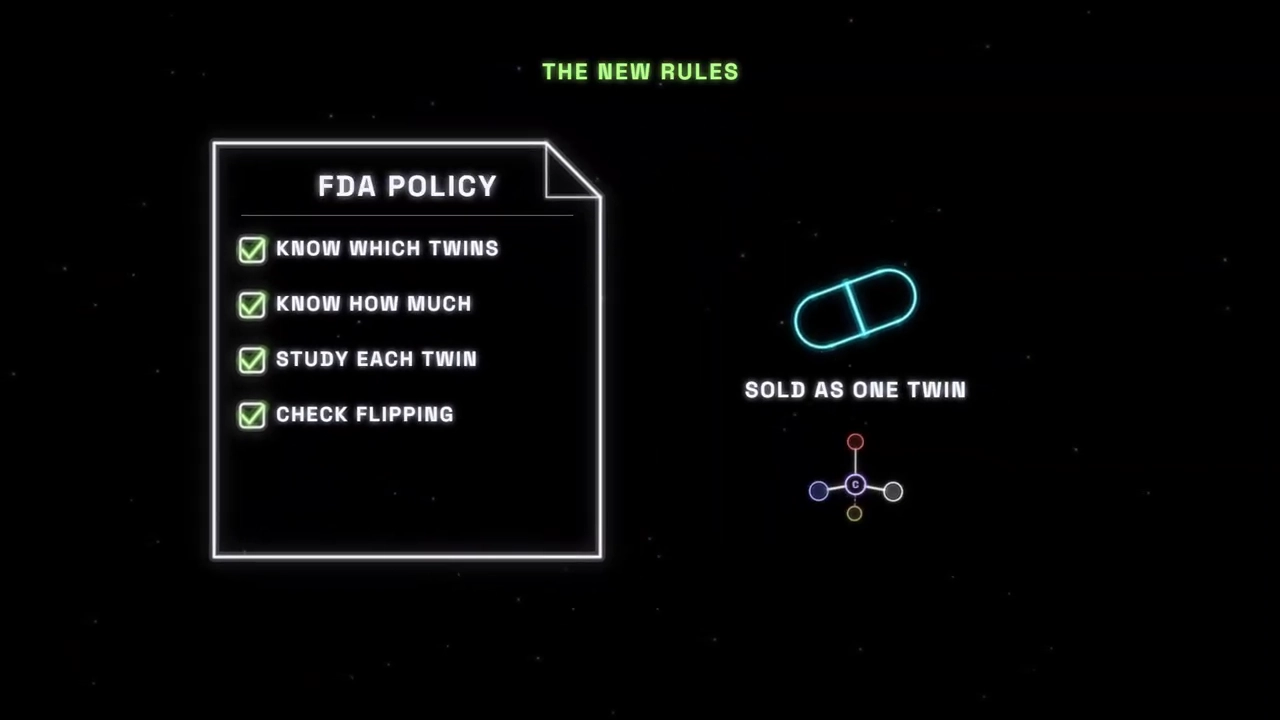 THE NEW RULES
FDA POLICY
KNOW WHICH TWINS
KNOW HOW MUCH
STUDY EACH TWIN
CHECK FLIPPING
SOLD AS ONE TWIN
C